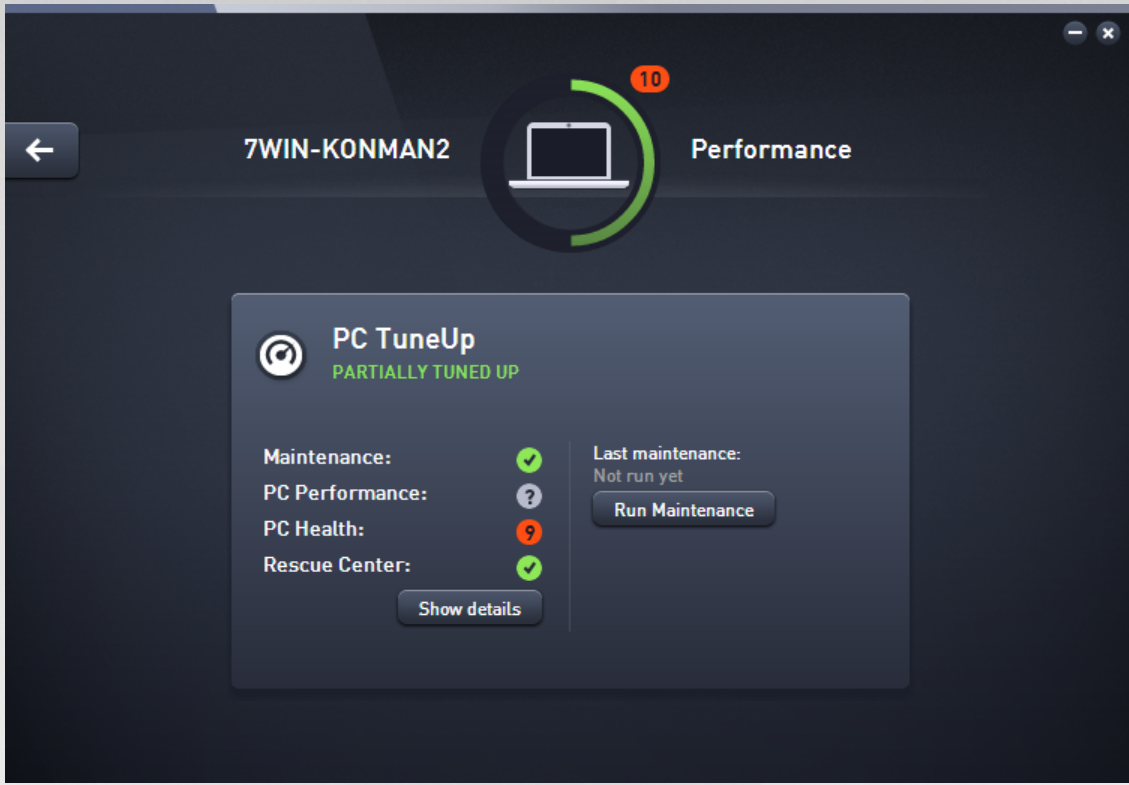 10
7WIN-KONMAN2
Performance
PC TuneUp
PARTIALLY TUNED UP
Maintenance:
PC Performance: ?
PC Health: 9
Rescue Center:
Show details
Last maintenance:
Not run yet
Run Maintenance